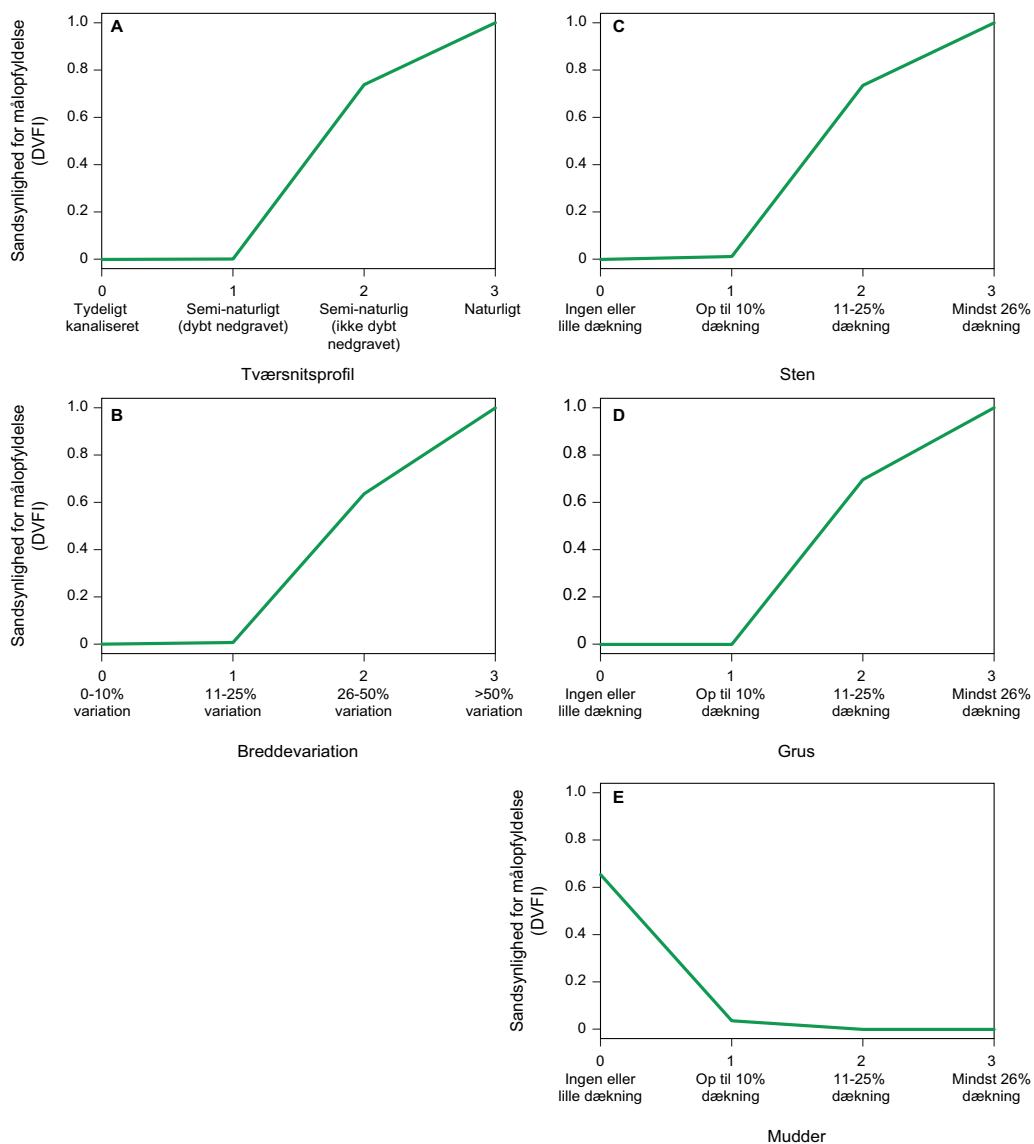 A
Sandsynlighed for målopfyldelse
(DVFI)
1.0
0.8
0.6
0.4
0.2
0
0
1
2
3
Tydeligt
kanaliseret
Semi-naturligt
(dybt nedgravet)
Semi-naturlig
(ikke dybt
nedgravet)
Naturligt
Tværsnitsprofil
C
1.0
0.8
0.6
0.4
0.2
0
0
1
2
3
Ingen eller
lille dækning
Op til 10%
dækning
11-25%
dækning
Mindst 26%
dækning
Sten
B
Sandsynlighed for målopfyldelse
(DVFI)
1.0
0.8
0.6
0.4
0.2
0
0
1
2
3
0-10%
variation
11-25%
variation
26-50%
variation
>50%
variation
Breddevariation
D
1.0
0.8
0.6
0.4
0.2
0
0
1
2
3
Ingen eller
lille dækning
Op til 10%
dækning
11-25%
dækning
Mindst 26%
dækning
Grus
E
Sandsynlighed for målopfyldelse
(DVFI)
1.0
0.8
0.6
0.4
0.2
0
0
1
2
3
Ingen eller
lille dækning
Op til 10%
dækning
11-25%
dækning
Mindst 26%
dækning
Mudder